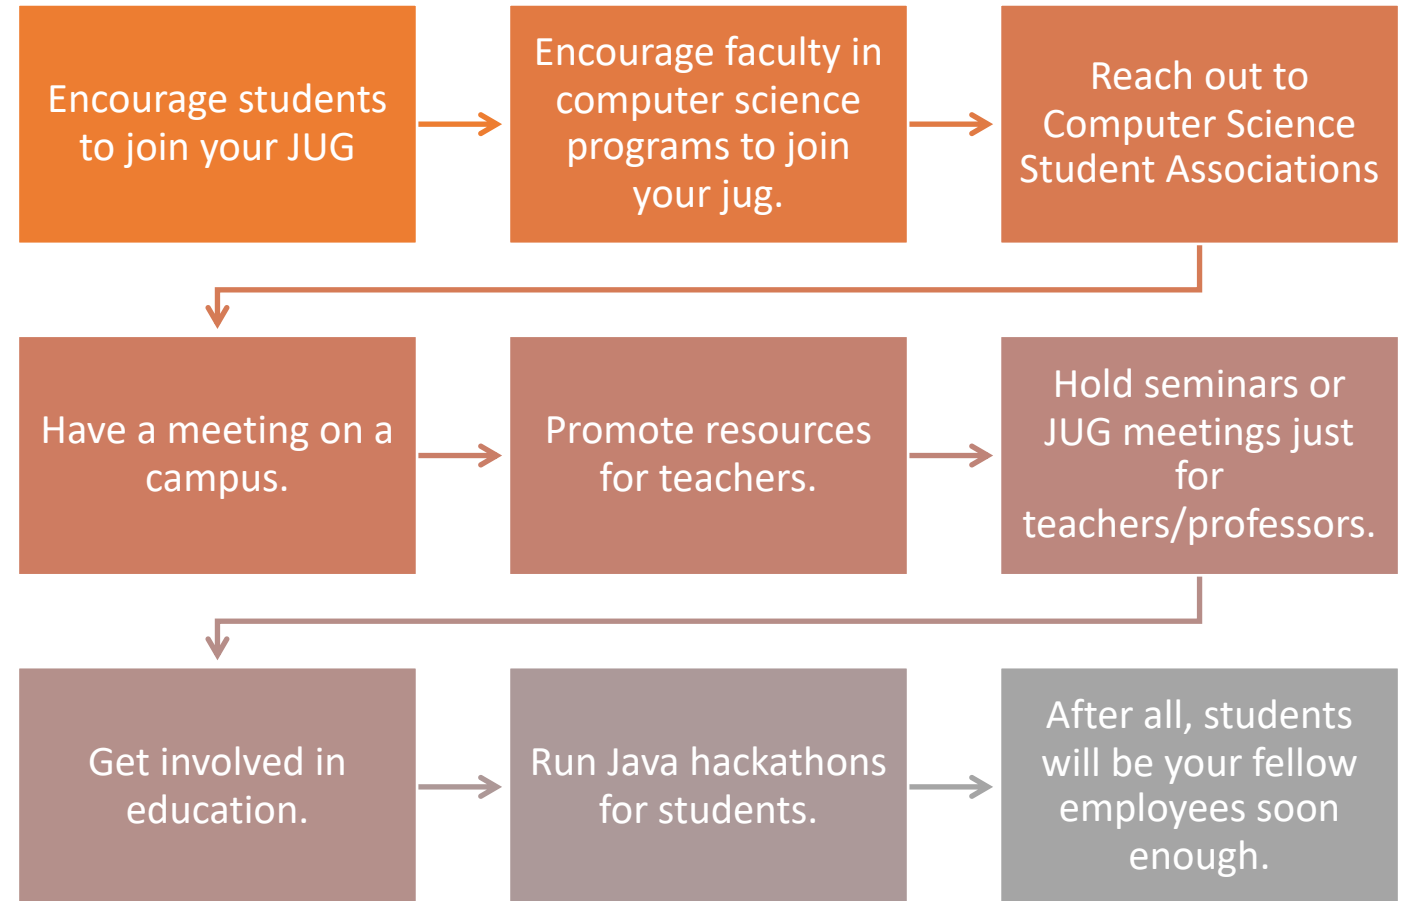 Encourage students
to join your JUG
Encourage faculty in
computer science
programs to join
your jug.
Reach out to
Computer Science
Student Associations
Have a meeting on a
campus.
Promote resources
for teachers.
Hold seminars or
JUG meetings just
for
teachers/professors.
Get involved in
education.
Run Java hackathons
for students.
After all, students
will be your fellow
employees soon
enough.